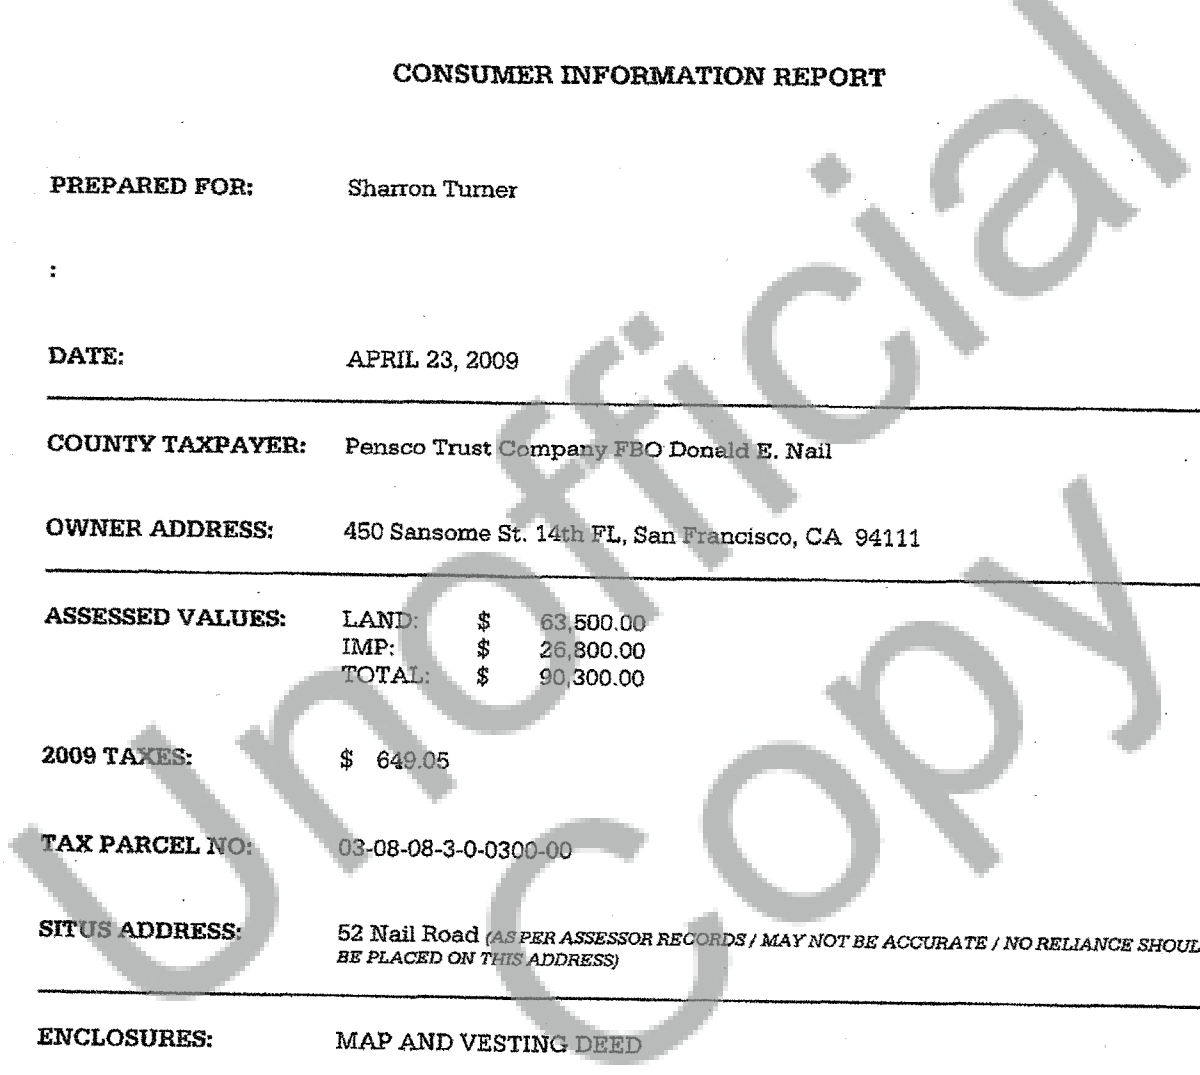 CONSUMER INFORMATION REPORT
PREPARED FOR: Sharron Turner
:
DATE: APRIL 23, 2009
COUNTY TAXPAYER: Pensco Trust Company FBO Donald E. Nail
OWNER ADDRESS: 450 Sansome St. 14th FL, San Francisco, CA 94111
ASSESSED VALUES: LAND: $ 63,500.00
IMP: $ 26,800.00
TOTAL: $ 90,300.00
2009 TAXES: $ 649.05
TAX PARCEL NO: 03-08-08-3-0-0300-00
SITUS ADDRESS: 52 Nail Road (AS PER ASSESSOR RECORDS / MAY NOT BE ACCURATE / NO RELIANCE SHOUL
BE PLACED ON THIS ADDRESS)
ENCLOSURES: MAP AND VESTING DEED
Unofficial
Copy